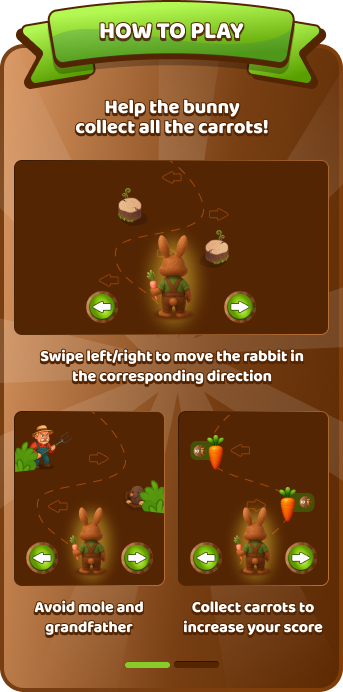 HOW TO PLAY
Help the bunny
collect all the carrots!
Swipe left/right to move the rabbit in
the corresponding direction
Avoid mole and
grandfather
Collect carrots to
increase your score